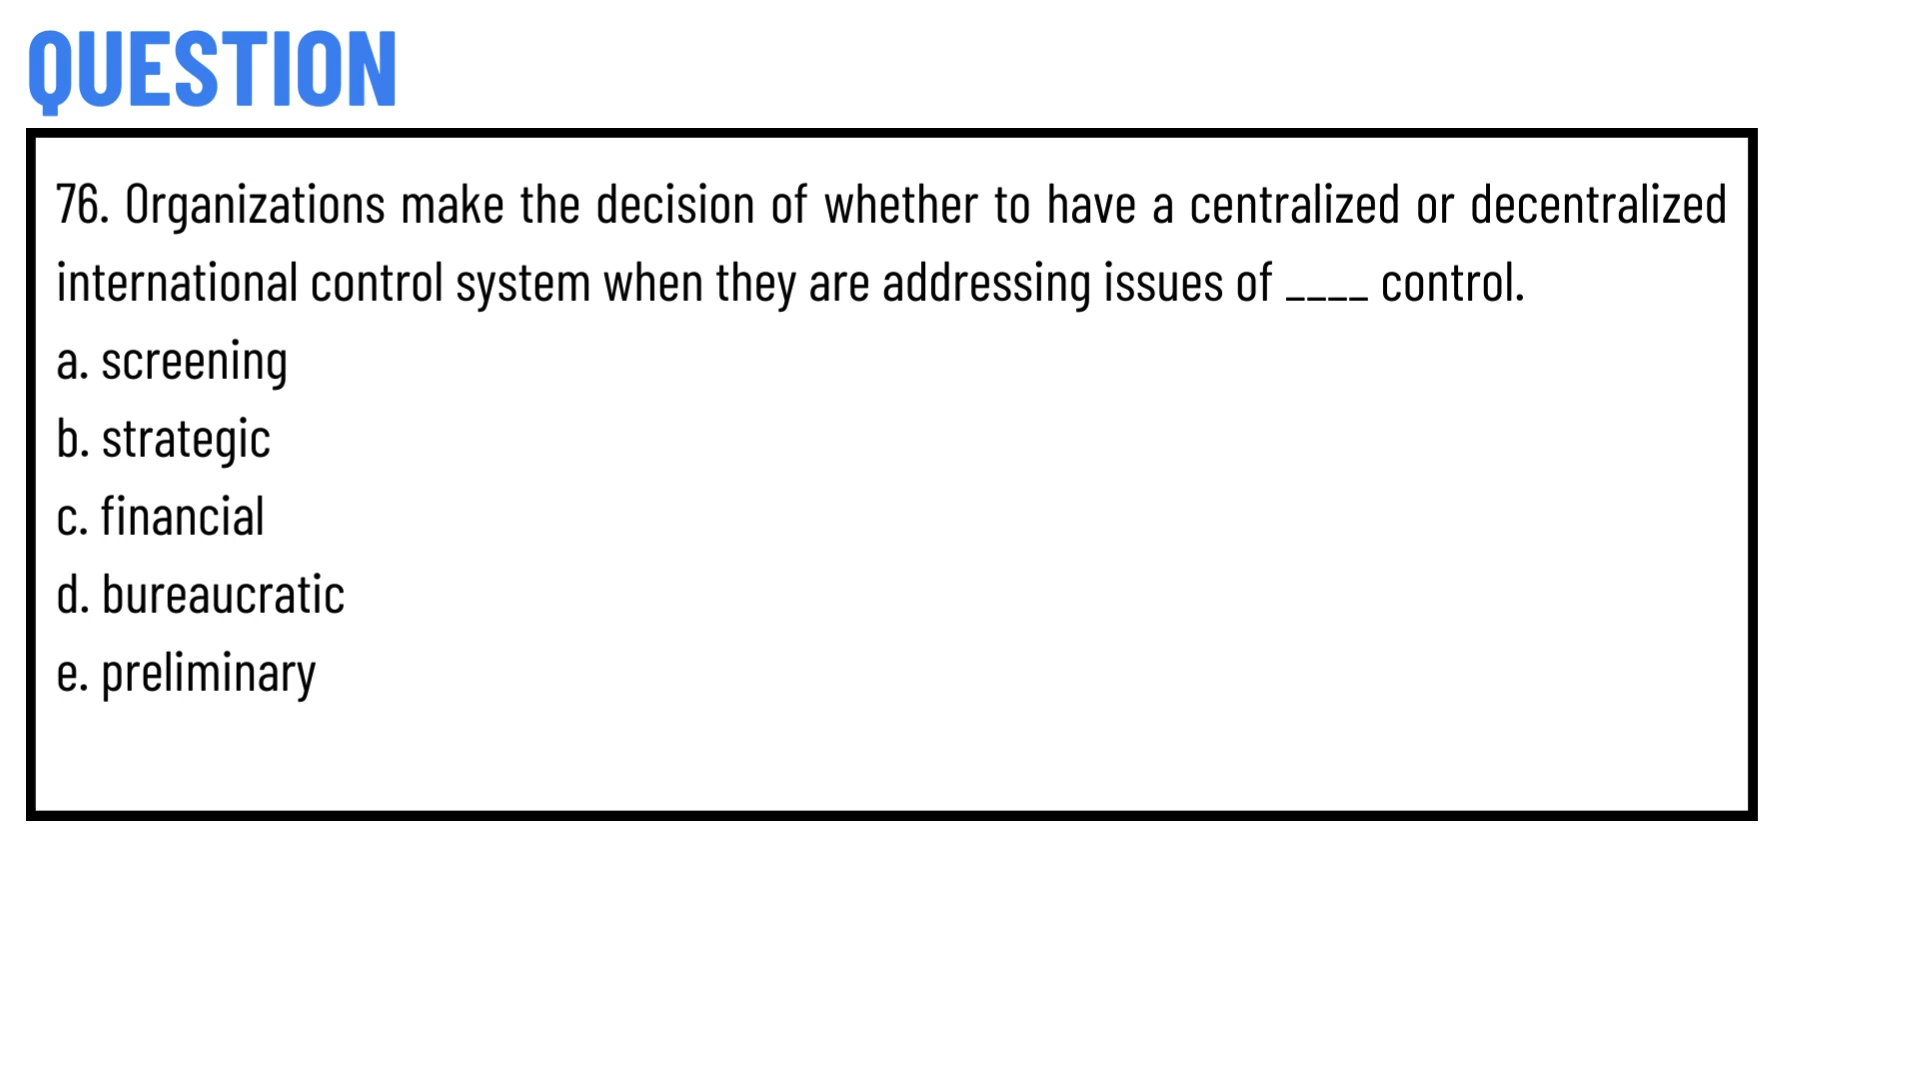 QUESTION
76. Organizations make the decision of whether to have a centralized or decentralized
international control system when they are addressing issues of ____ control.
a. screening
b. strategic
c. financial
d. bureaucratic
e. preliminary